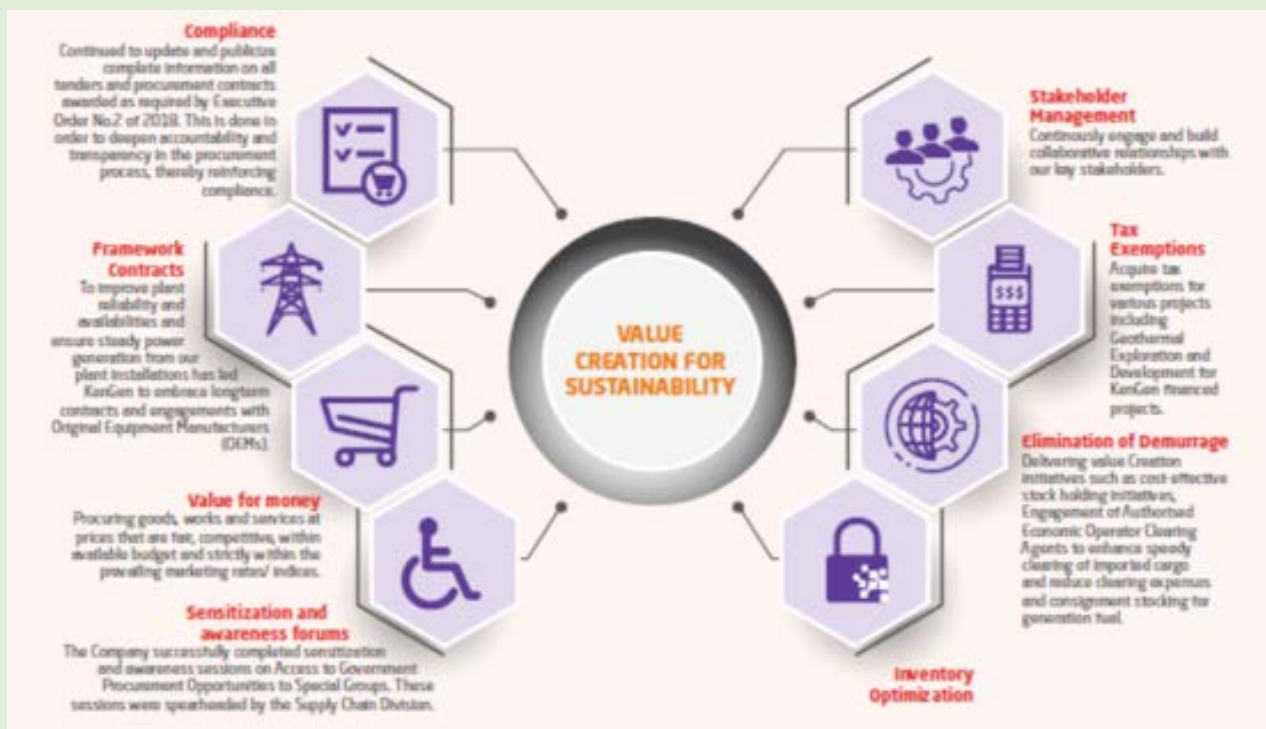 Compliance
Continued to update and publicize
complete information on all
tenders and procurement contracts
awarded as required by Executive
Order No.2 of 2018. This is done in
order to deepen accountability and
transparency in the procurement
process, thereby reinforcing
compliance.
Framework
Contracts
To improve plant
reliability and
availabilities and
ensure steady power
generation from our
plant installations has led
KenGen to embrace longterm
contracts and engagements with
Original Equipment Manufacturers
(OEMs).
Value for money
Procuring goods, works and services at
prices that are fair, competitive, within
available budget and strictly within the
prevailing marketing rates/ indices.
Sensitization and
awareness forums
The Company successfully completed sensitization
and awareness sessions on Access to Government
Procurement Opportunities to Special Groups. These
sessions were spearheaded by the Supply Chain Division.
VALUE
CREATION FOR
SUSTAINABILITY
Stakeholder
Management
Continously engage and build
collaborative relationships with
our key stakeholders.
Tax
Exemptions
$$$
Acquire tax
exemptions for
various projects
including
Geothermal
Exploration and
Development for
KenGen financed
projects.
Elimination of Demurrage
Delivering value Creation
initiatives such as cost-effective
stock holding initiatives,
Engagement of Authorised
Economic Operator Clearing
Agents to enhance speedy
clearing of imported cargo
and reduce clearing expenses
and consignment stocking for
generation fuel.
Inventory
Optimization